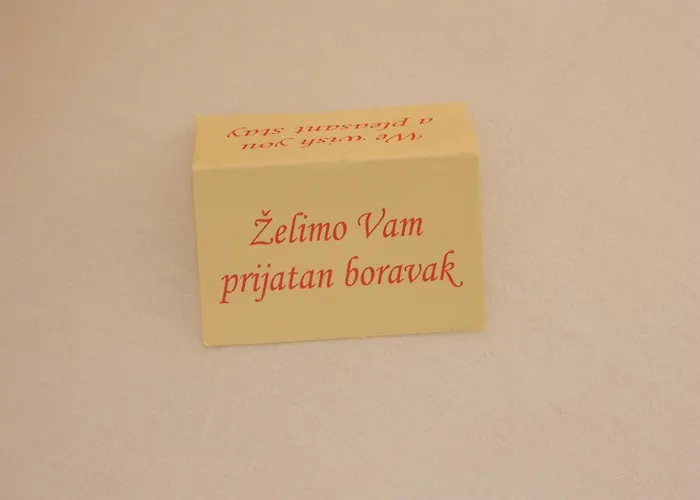 We wish you
a pleasant stay
Želimo Vam
prijatan boravak